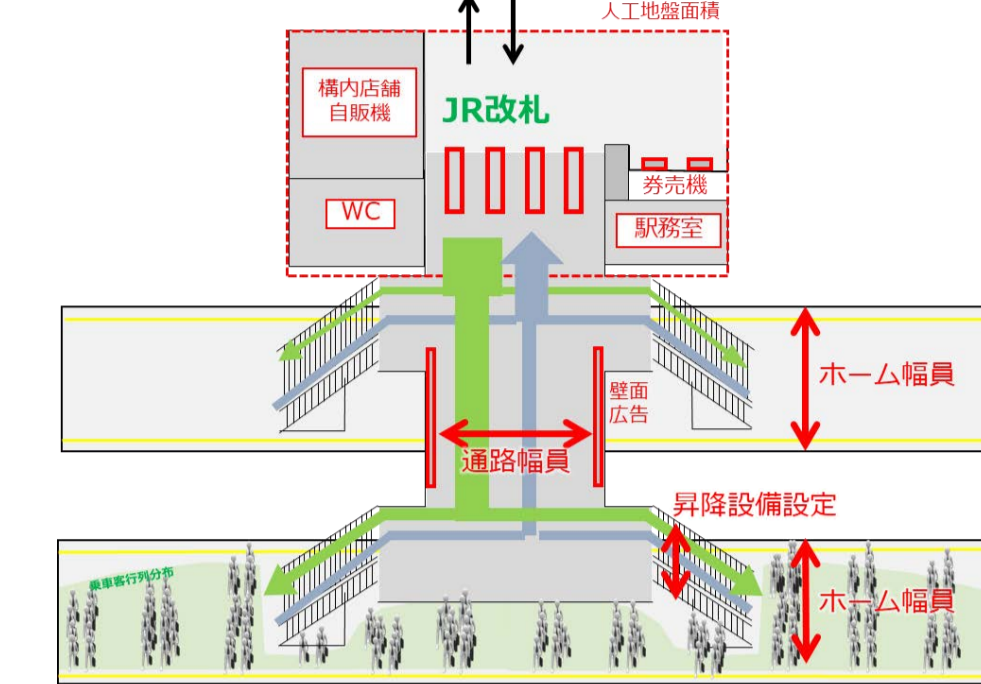 人工地盤面積
構内店舗
自販機
JR改札
券売機
WC
駅務室
ホーム幅員
壁面
広告
通路幅員
昇降設備設定
乗車客行列分布
ホーム幅員